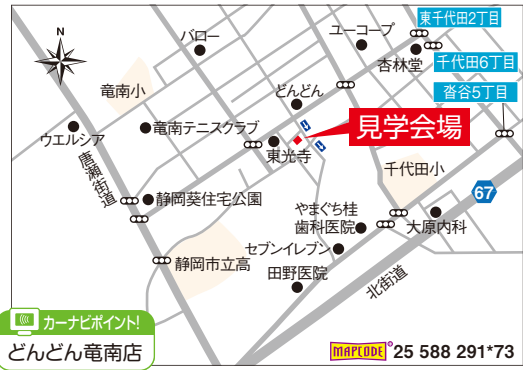 N
バロー
ユーコープ
東千代田2丁目
杏林堂
千代田6丁目
沓谷5丁目
竜南小
どんどん
ウエルシア
竜南テニスクラブ
見学会場
東光寺
唐瀬街道
千代田小
静岡葵住宅公園
67
やまぐち桂
歯科医院
大原内科
セブンイレブン
静岡市立高
田野医院
北街道
カーナビポイント!
どんどん竜南店
MAPCODE® 25 588 291*73